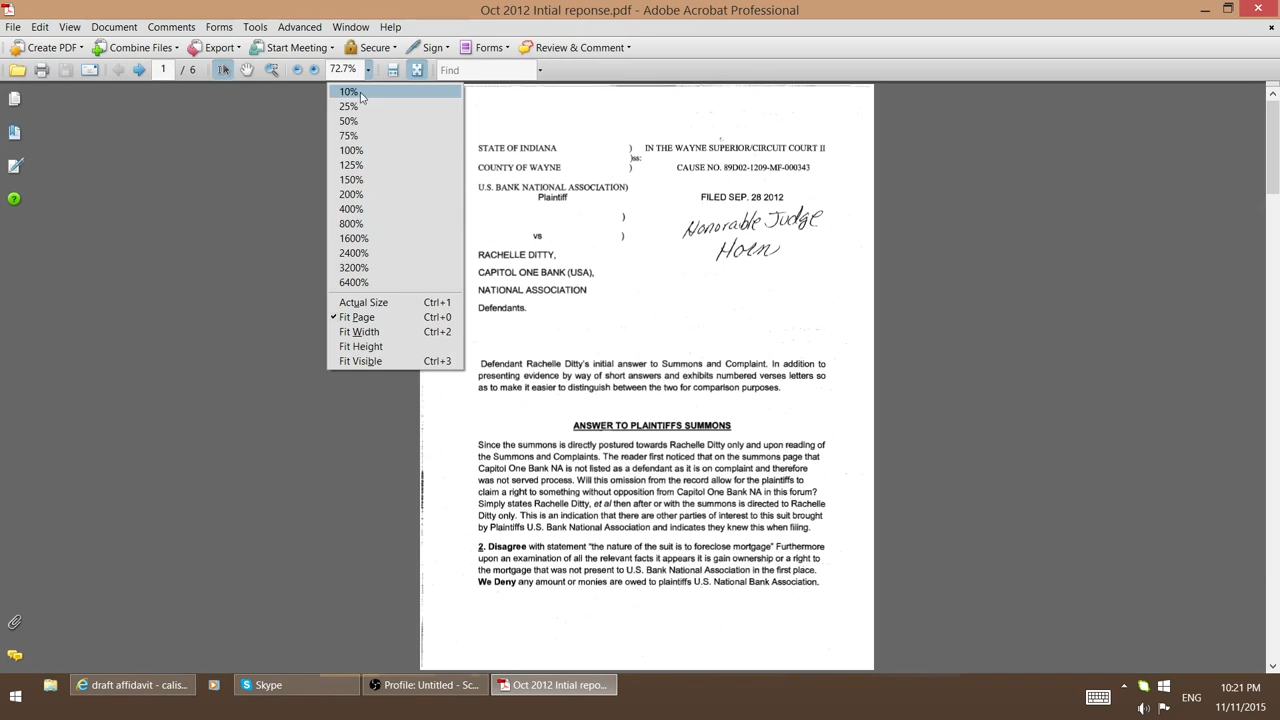 Oct 2012 Intial reponse.pdf - Adobe Acrobat Professional
File Edit View Document Comments Forms Tools Advanced Window Help
Create PDF Combine Files Export Start Meeting Secure Sign Forms Review & Comment
1 / 6 72.7% Find
10%
25%
50%
75%
100%
125%
150%
200%
400%
800%
1600%
2400%
3200%
6400%
Actual Size Ctrl+1
Fit Page Ctrl+0
Fit Width Ctrl+2
Fit Height
Fit Visible Ctrl+3
STATE OF INDIANA ) IN THE WAYNE SUPERIOR/CIRCUIT COURT II
)ss:
COUNTY OF WAYNE ) CAUSE NO. 89D02-1209-MF-000343
U.S. BANK NATIONAL ASSOCIATION)
Plaintiff FILED SEP. 28 2012
)
Honorable Judge
vs )
Horn
RACHELLE DITTY,
CAPITOL ONE BANK (USA),
NATIONAL ASSOCIATION
Defendants.
Defendant Rachelle Ditty's initial answer to Summons and Complaint. In addition to
presenting evidence by way of short answers and exhibits numbered verses letters so
as to make it easier to distinguish between the two for comparison purposes.
ANSWER TO PLAINTIFFS SUMMONS
Since the summons is directly postured towards Rachelle Ditty only and upon reading of
the Summons and Complaints. The reader first noticed that on the summons page that
Capitol One Bank NA is not listed as a defendant as it is on complaint and therefore
was not served process. Will this omission from the record allow for the plaintiffs to
claim a right to something without opposition from Capitol One Bank NA in this forum?
Simply states Rachelle Ditty, et al then after or with the summons is directed to Rachelle
Ditty only. This is an indication that there are other parties of interest to this suit brought
by Plaintiffs U.S. Bank National Association and indicates they knew this when filing.
2. Disagree with statement "the nature of the suit is to foreclose mortgage" Furthermore
upon an examination of all the relevant facts it appears it is gain ownership or a right to
the mortgage that was not present to U.S. Bank National Association in the first place.
We Deny any amount or monies are owed to plaintiffs U.S. National Bank Association.
draft affidavit - calis... Skype Profile: Untitled - Sc... Oct 2012 Intial repo...
ENG
10:21 PM
11/11/2015